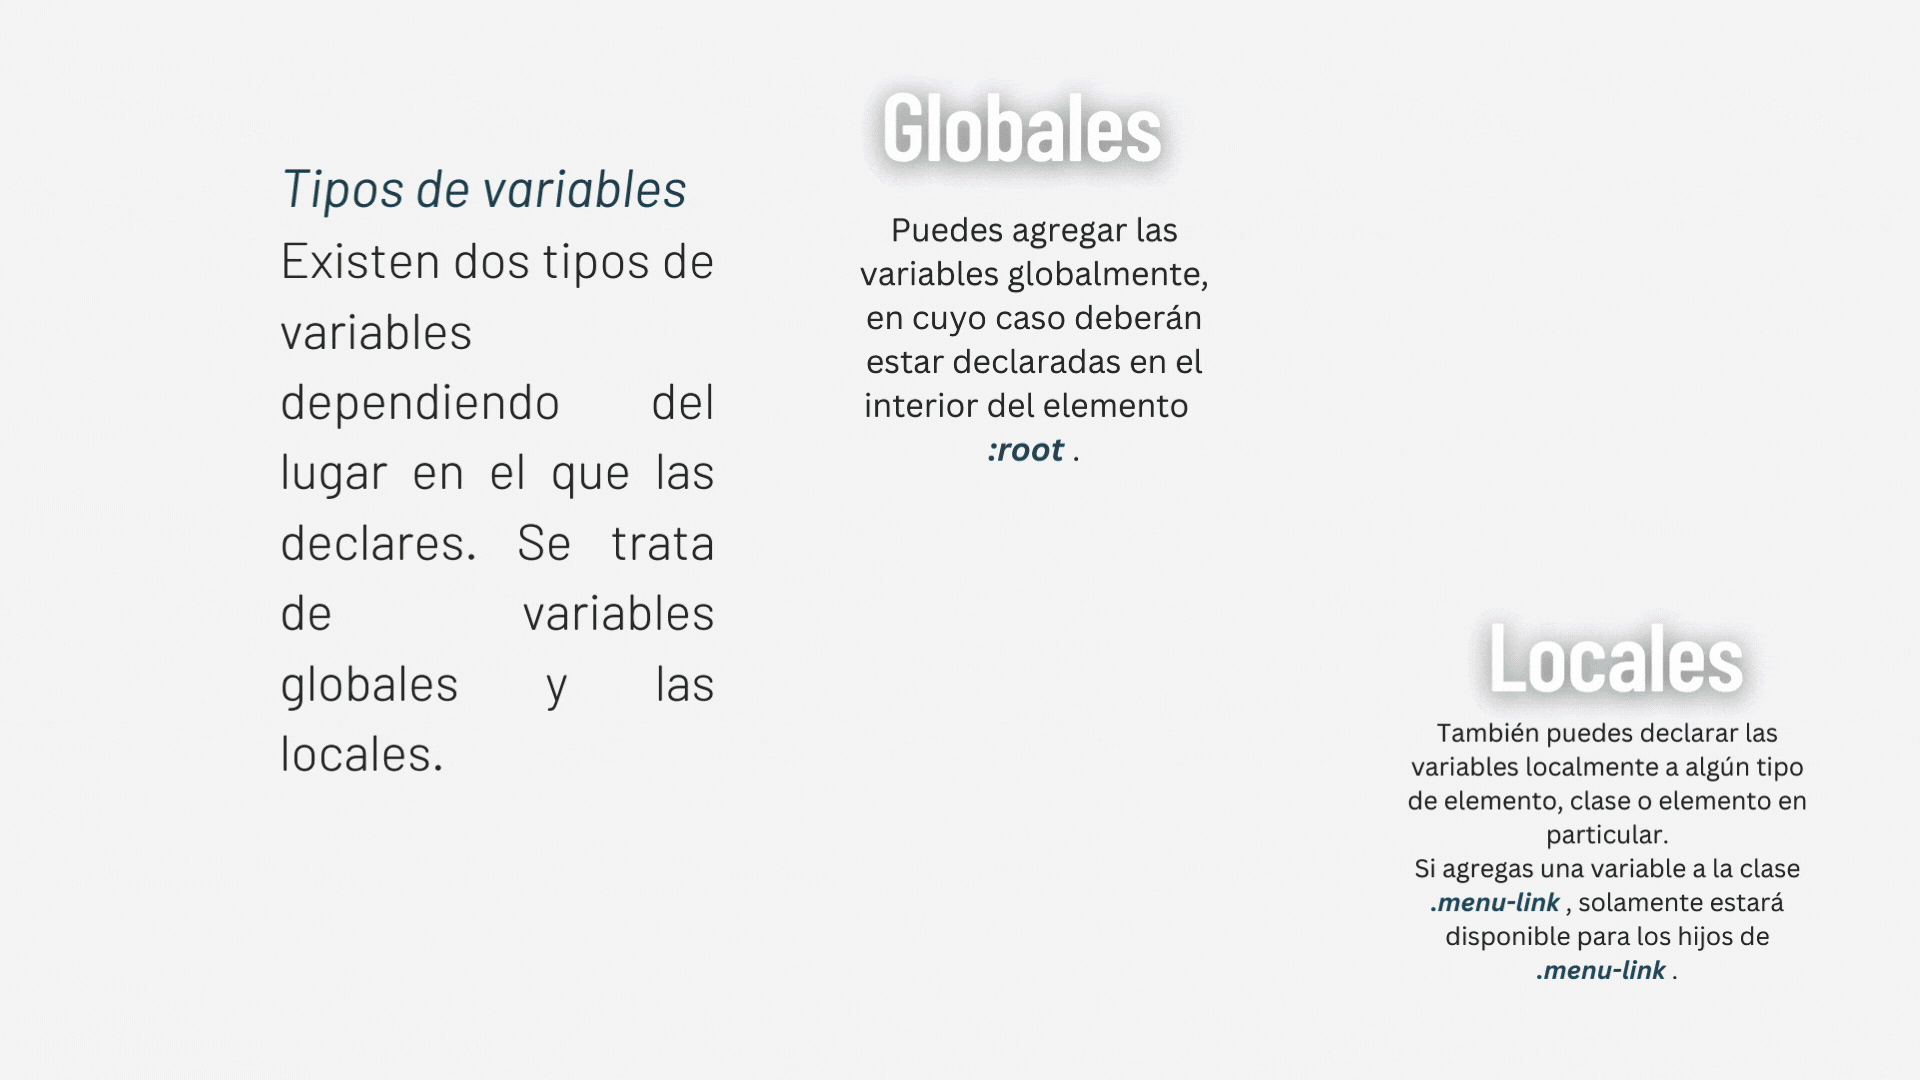 Tipos de variables
Existen dos tipos de
variables
dependiendo del
lugar en el que las
declares. Se trata
de variables
globales y las
locales.
Globales
Puedes agregar las
variables globalmente,
en cuyo caso deberán
estar declaradas en el
interior del elemento
:root .
Locales
También puedes declarar las
variables localmente a algún tipo
de elemento, clase o elemento en
particular.
Si agregas una variable a la clase
.menu-link , solamente estará
disponible para los hijos de
.menu-link .